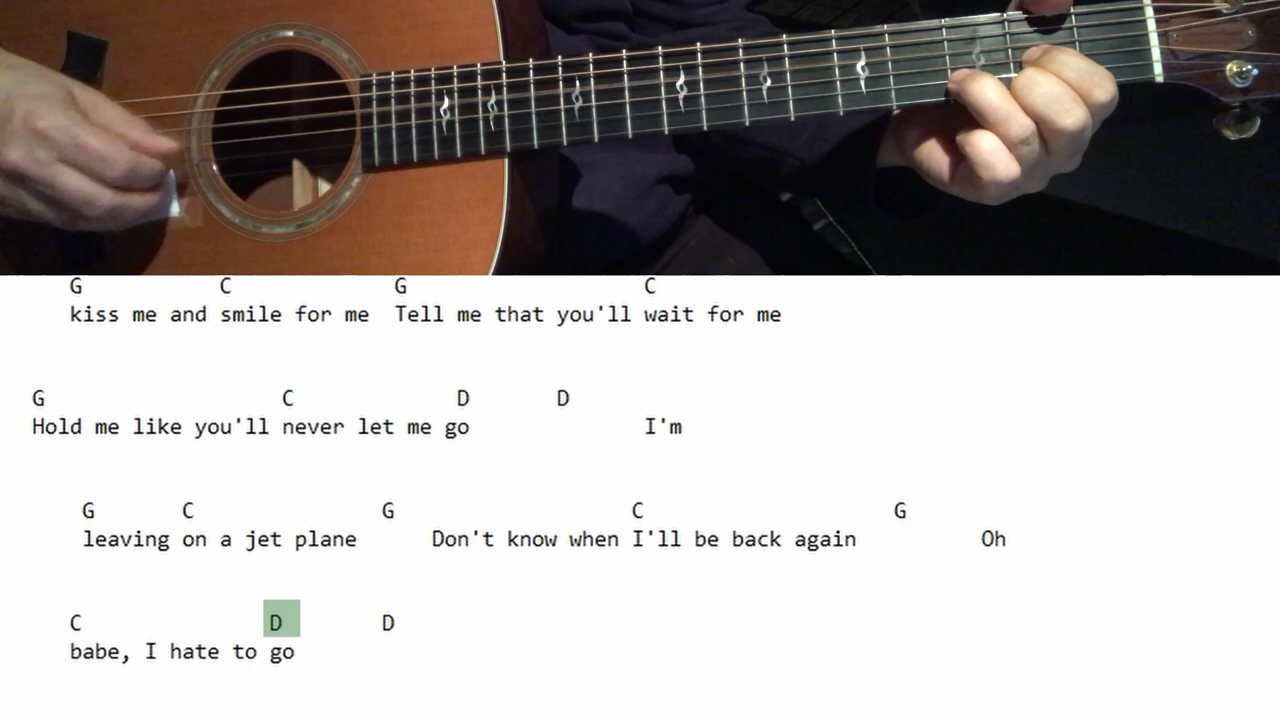 G C G C
kiss me and smile for me Tell me that you'll wait for me
G C D D
Hold me like you'll never let me go I'm
G C G C G
leaving on a jet plane Don't know when I'll be back again Oh
C D D
babe, I hate to go